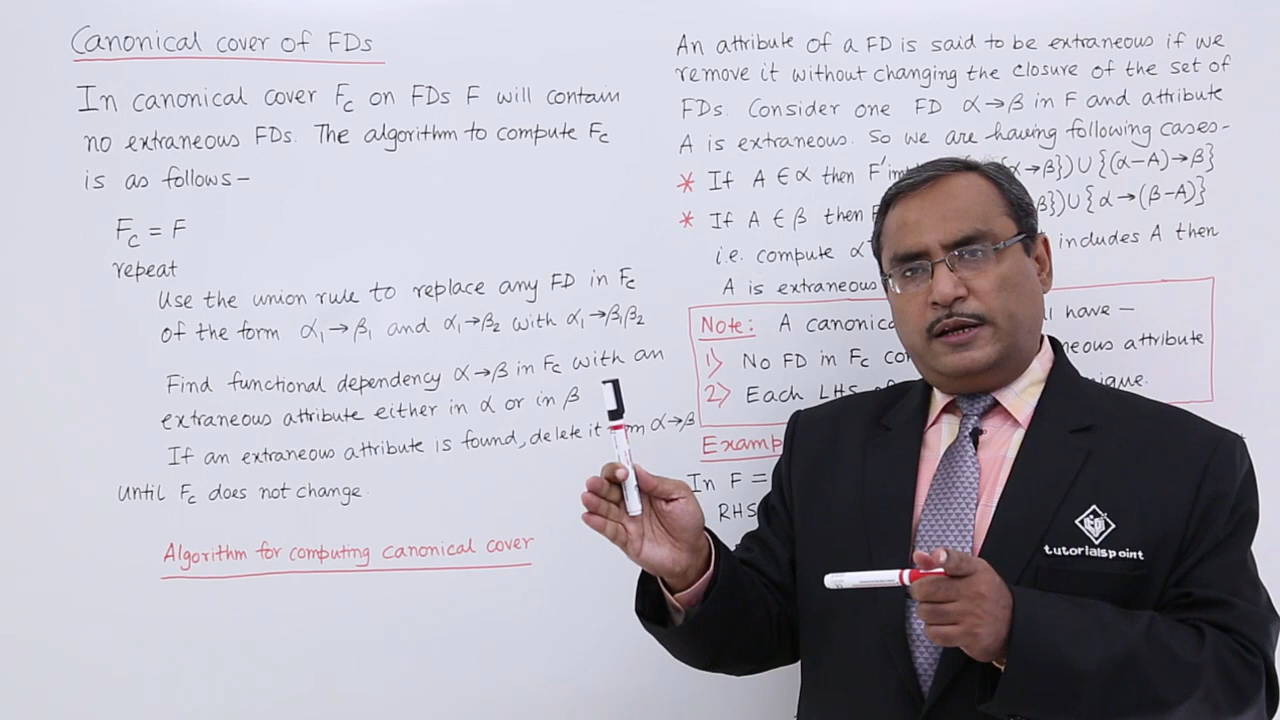 Canonical cover of FDs
In canonical cover Fc on FDs F will contain
no extraneous FDs. The algorithm to compute Fc
is as follows-
Fc = F
repeat
Use the union rule to replace any FD in Fc
of the form α1→β1 and α1→β2 with α1→β1β2
Find functional dependency α→β in Fc with an
extraneous attribute either in α or in β
If an extraneous attribute is found, delete it from α→β
until Fc does not change.
Algorithm for computing canonical cover
An attribute of a FD is said to be extraneous if we
remove it without changing the closure of the set of
FDs. Consider one FD α→β in F and attribute
A is extraneous. So we are having following cases-
* If A ∈ α then F' α→β}) ∪ {(α-A)→β}
* If A ∈ β then β}) ∪ {α→(β-A)}
i.e. compute α includes A then
A is extraneous
Note: A have-
1) No FD in Fc attribute
2) Each unique.
In F =
RHS
tutorialspoint